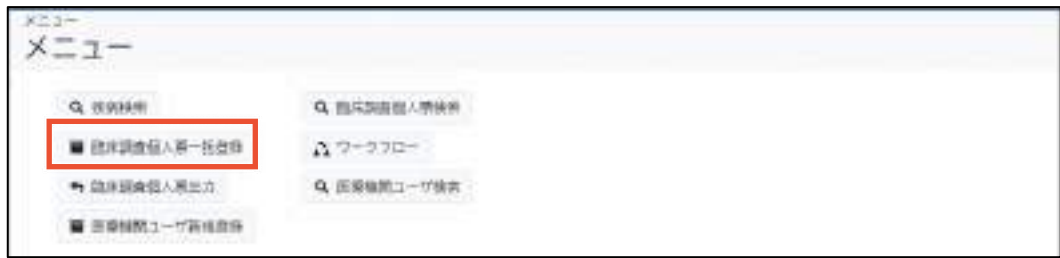 メニュー
メニュー
疾病検索
臨床調査個人票検索
臨床調査個人票一括登録
ワークフロー
臨床調査個人票出力
医療機関ユーザ検索
医療機関ユーザ新規登録